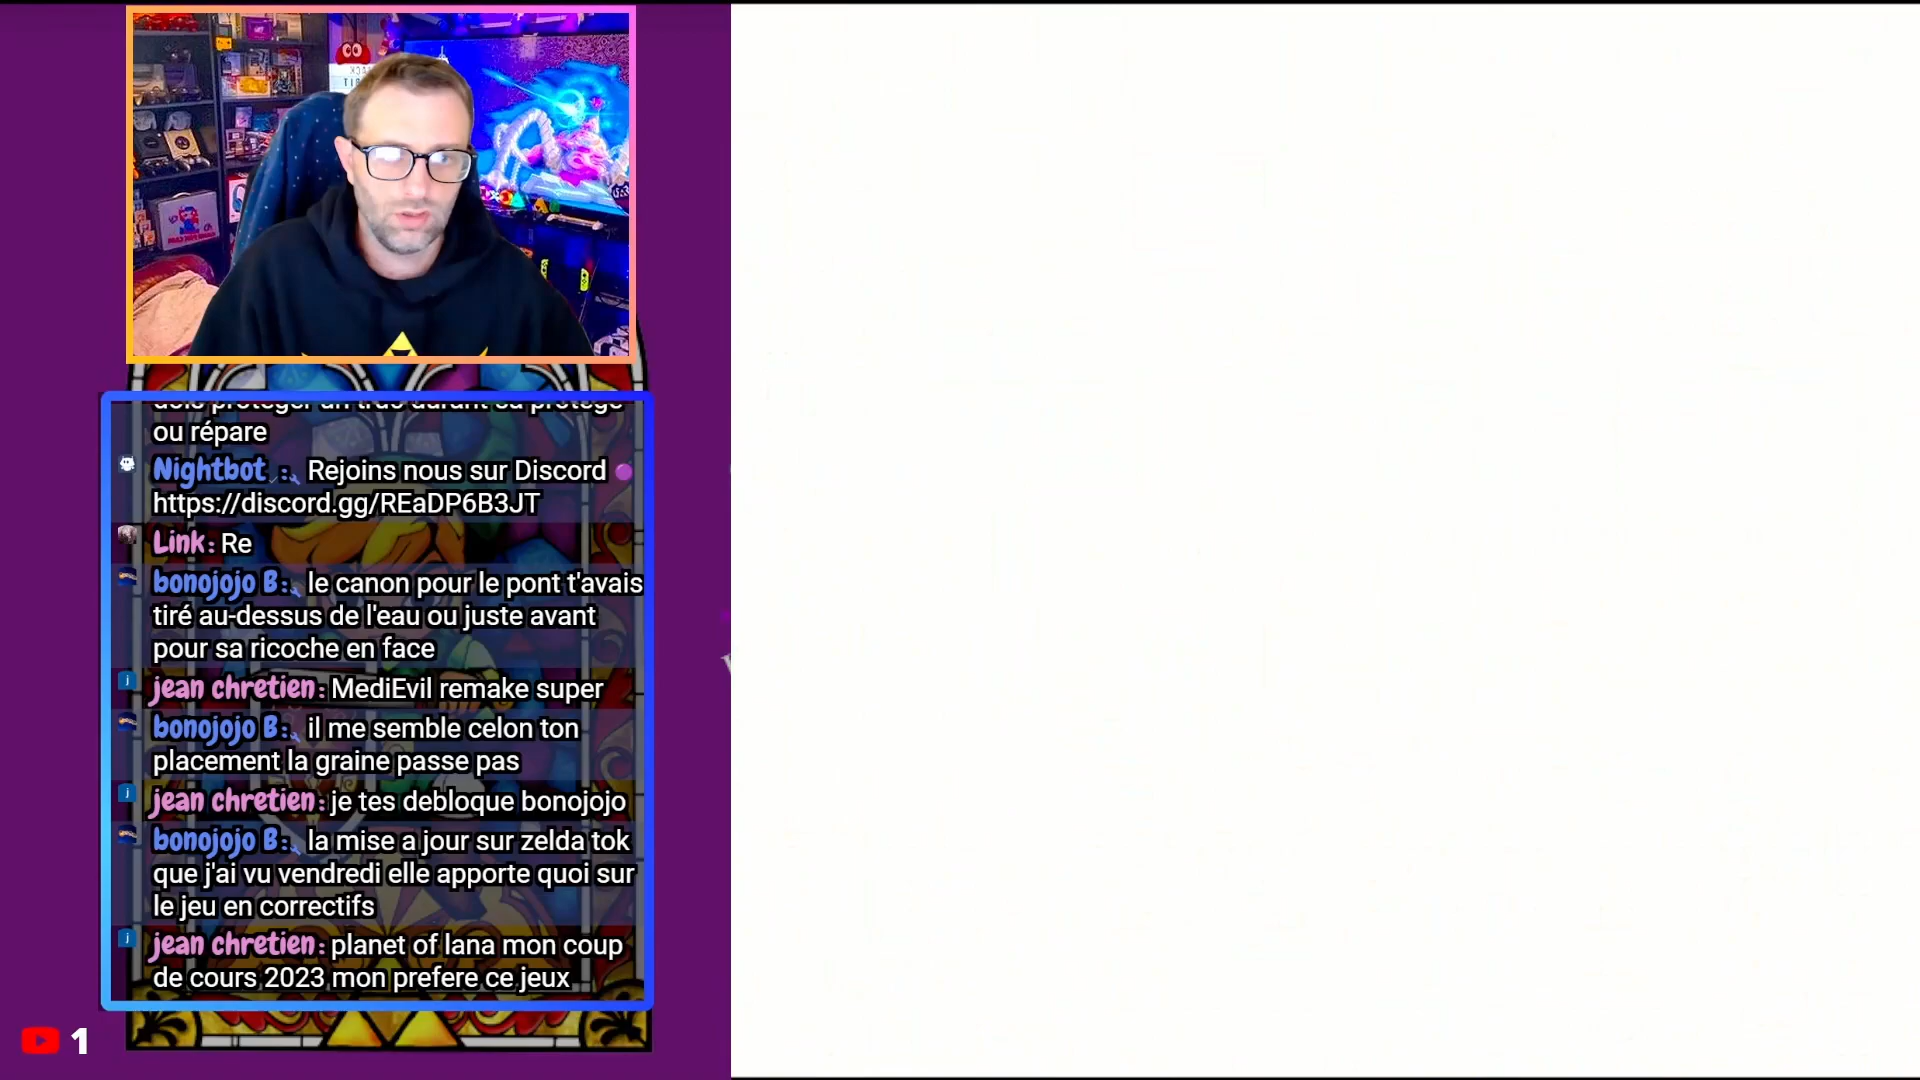 ou répare
Nightbot : Rejoins nous sur Discord
https://discord.gg/REaDP6B3JT
Link: Re
bonojojo B: le canon pour le pont t'avais
tiré au-dessus de l'eau ou juste avant
pour sa ricoche en face
jean chretien: MediEvil remake super
bonojojo B: il me semble celon ton
placement la graine passe pas
jean chretien: je tes debloque bonojojo
bonojojo B: la mise a jour sur zelda tok
que j'ai vu vendredi elle apporte quoi sur
le jeu en correctifs
jean chretien: planet of lana mon coup
de cours 2023 mon prefere ce jeux
1